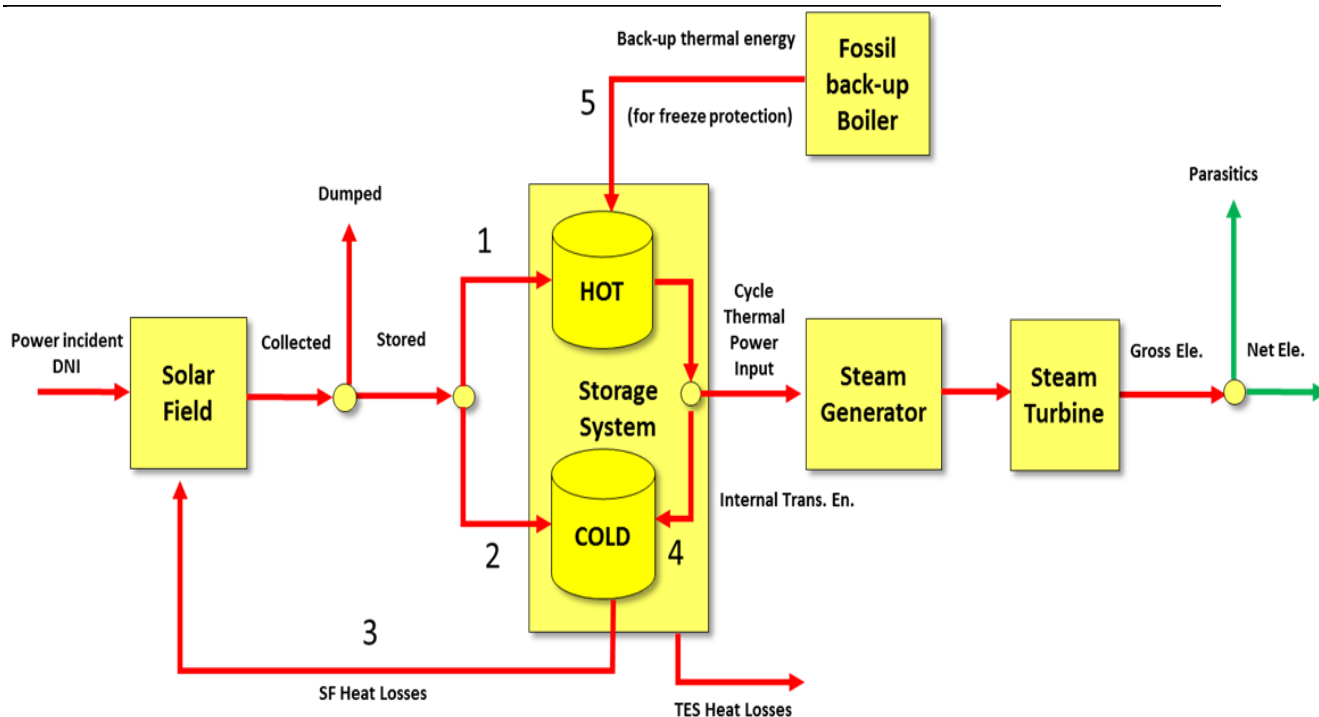 Back-up thermal energy
Fossil
back-up
Boiler
5
(for freeze protection)
Parasitics
Dumped
1
HOT
Cycle
Thermal
Power
Input
Power incident
DNI
Collected
Stored
Solar
Field
Storage
System
Steam
Generator
Steam
Turbine
Gross Ele.
Net Ele.
Internal Trans. En.
COLD
2
4
3
SF Heat Losses
TES Heat Losses